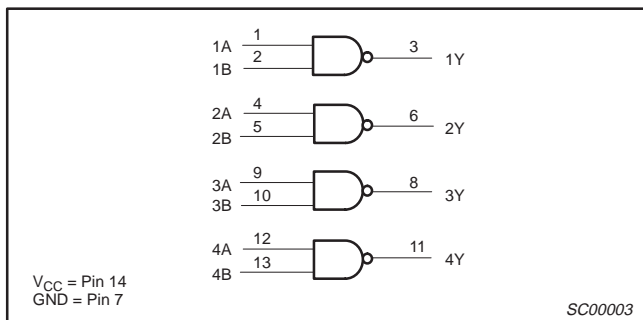 1A 1 3 1Y
1B 2
2A 4 6 2Y
2B 5
3A 9 8 3Y
3B 10
4A 12 11 4Y
4B 13
VCC = Pin 14
GND = Pin 7
SC00003